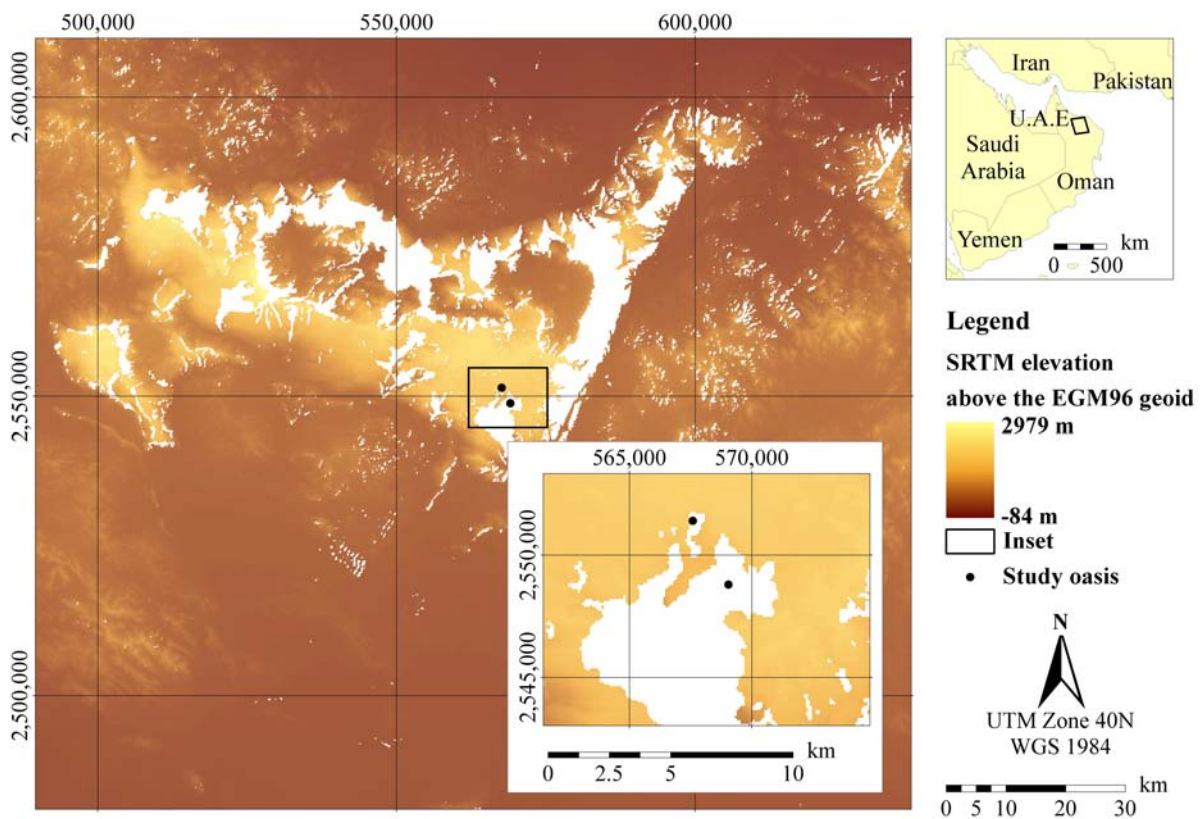 500,000
550,000
600,000
2,600,000
2,550,000
2,500,000
565,000
570,000
2,550,000
2,545,000
km
0
2.5
5
10
Iran
Pakistan
U.A.E
Saudi
Arabia
Oman
Yemen
km
0
500
Legend
SRTM elevation
above the EGM96 geoid
2979 m
-84 m
Inset
Study oasis
N
UTM Zone 40N
WGS 1984
km
0 5 10 20 30